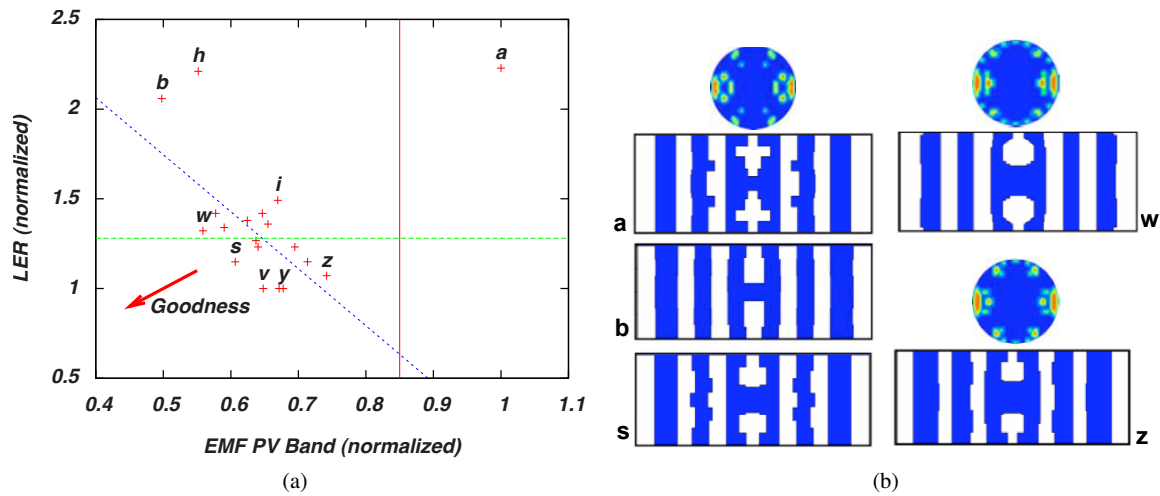 2.5
2
1.5
1
0.5
LER (normalized)
h
a
b
i
w
s
v y z
Goodness
0.4 0.5 0.6 0.7 0.8 0.9 1 1.1
EMF PV Band (normalized)
(a)
a
b
s
w
z
(b)